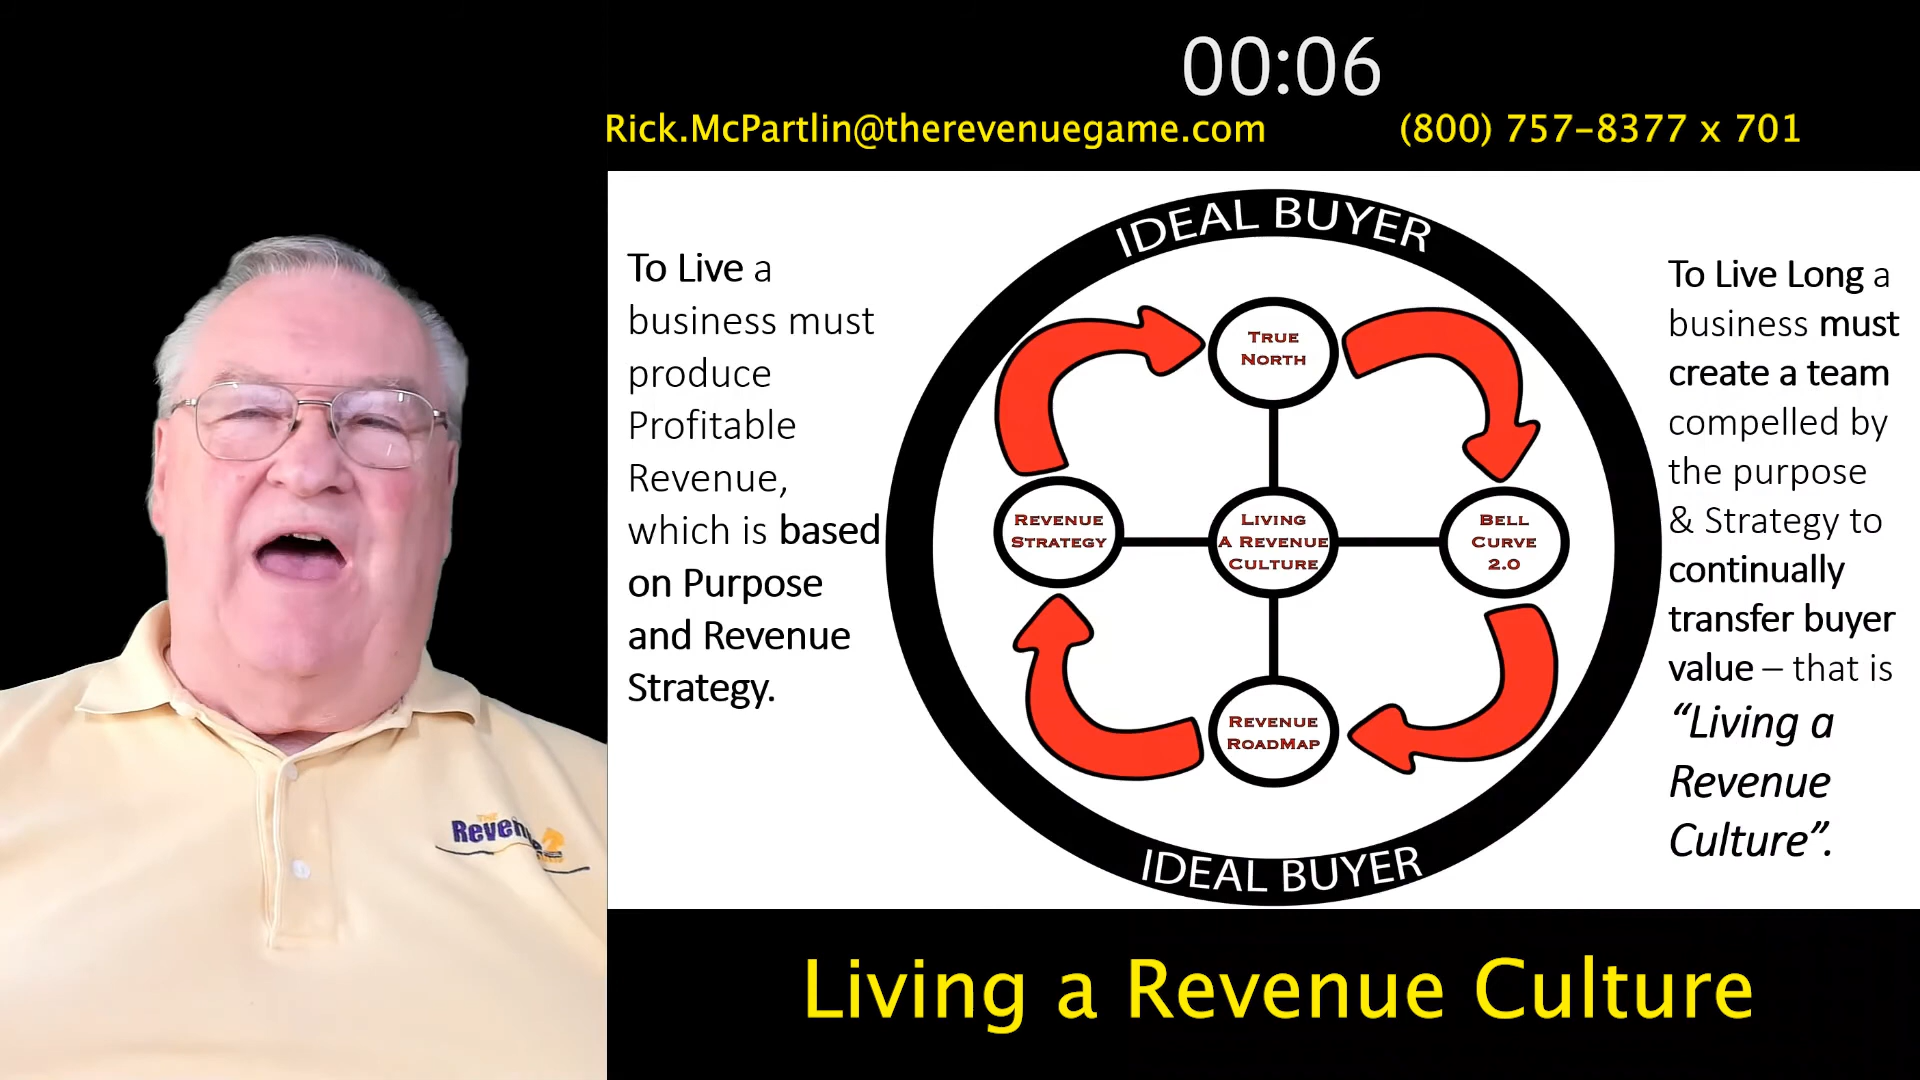 00:06
Rick.McPartlin@therevenuegame.com
(800) 757-8377 x 701
To Live a
business must
produce
Profitable
Revenue,
which is based
on Purpose
and Revenue
Strategy.
IDEAL BUYER
TRUE
NORTH
REVENUE
STRATEGY
LIVING
A REVENUE
CULTURE
BELL
CURVE
2.0
REVENUE
ROADMAP
IDEAL BUYER
To Live Long a
business must
create a team
compelled by
the purpose
& Strategy to
continually
transfer buyer
value – that is
“Living a
Revenue
Culture”.
THE
Living a Revenue Culture